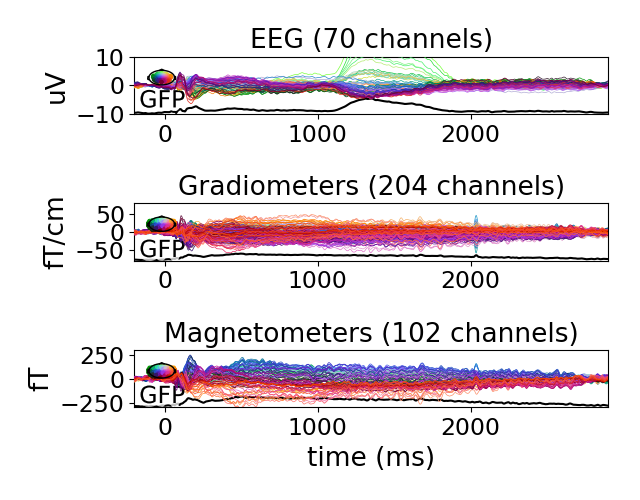 EEG (70 channels)
10
0
−10
uV
GFP
0
1000
2000
Gradiometers (204 channels)
50
0
−50
fT/cm
GFP
0
1000
2000
Magnetometers (102 channels)
250
0
−250
fT
GFP
0
1000
2000
time (ms)